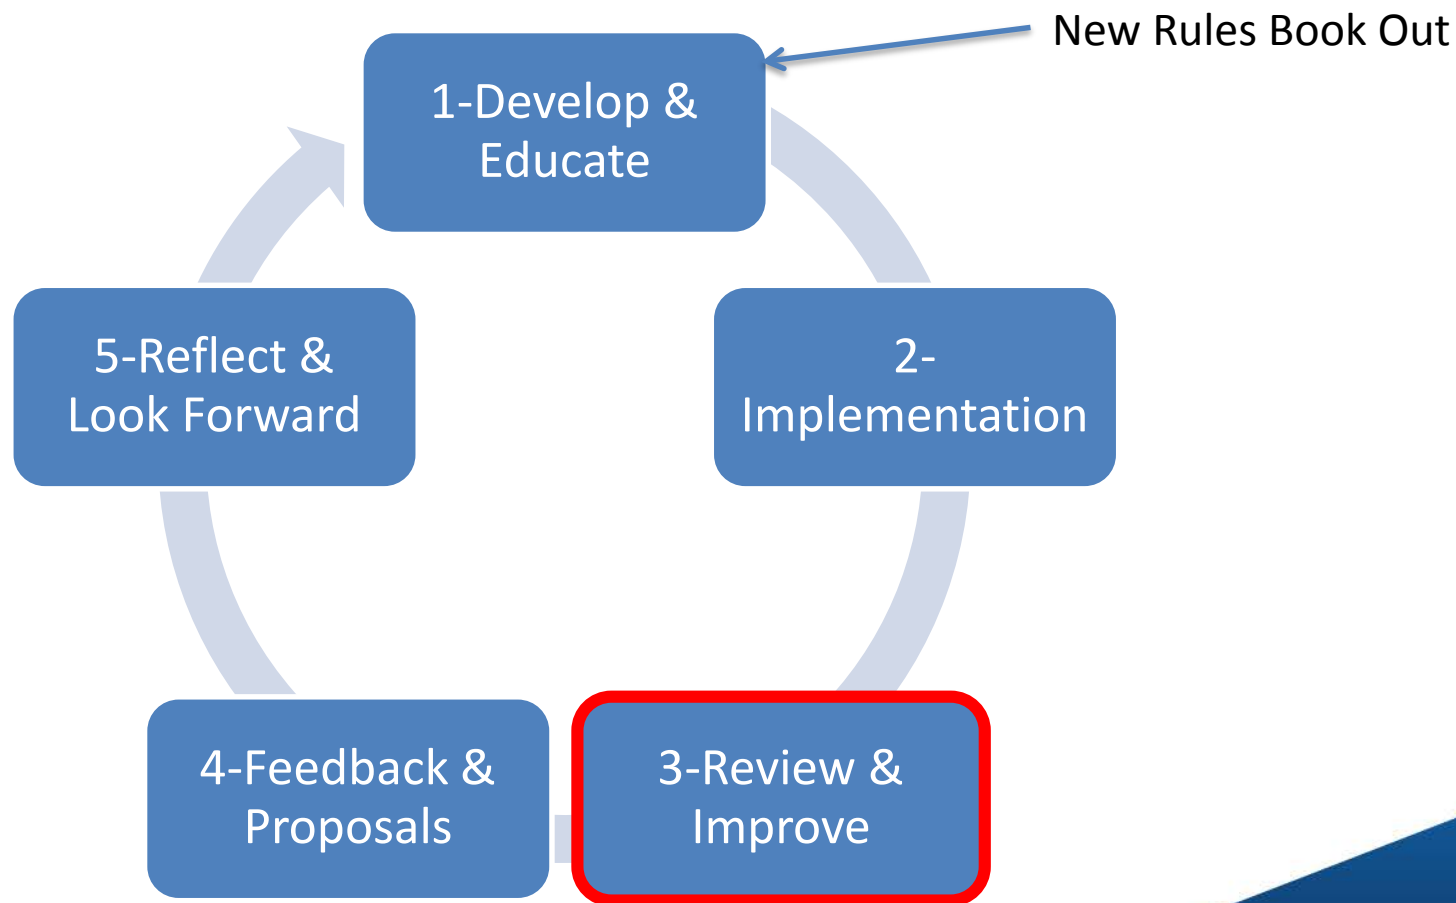 New Rules Book Out
1-Develop &
Educate
2-
Implementation
3-Review &
Improve
4-Feedback &
Proposals
5-Reflect &
Look Forward